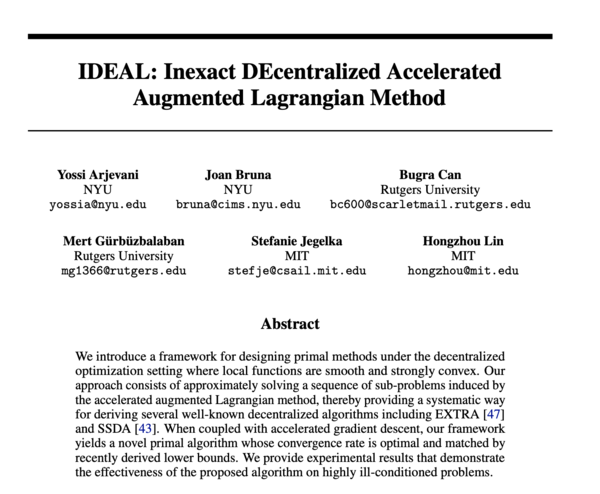 IDEAL: Inexact DEcentralized Accelerated
Augmented Lagrangian Method
Yossi Arjevani
NYU
yossia@nyu.edu
Joan Bruna
NYU
bruna@cims.nyu.edu
Bugra Can
Rutgers University
bc600@scarletmail.rutgers.edu
Mert Gürbüzbalaban
Rutgers University
mg1366@rutgers.edu
Stefanie Jegelka
MIT
stefje@csail.mit.edu
Hongzhou Lin
MIT
hongzhou@mit.edu
Abstract
We introduce a framework for designing primal methods under the decentralized
optimization setting where local functions are smooth and strongly convex. Our
approach consists of approximately solving a sequence of sub-problems induced by
the accelerated augmented Lagrangian method, thereby providing a systematic way
for deriving several well-known decentralized algorithms including EXTRA [47]
and SSDA [43]. When coupled with accelerated gradient descent, our framework
yields a novel primal algorithm whose convergence rate is optimal and matched by
recently derived lower bounds. We provide experimental results that demonstrate
the effectiveness of the proposed algorithm on highly ill-conditioned problems.